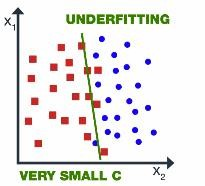 UNDERFITTING
X1
X2
VERY SMALL C